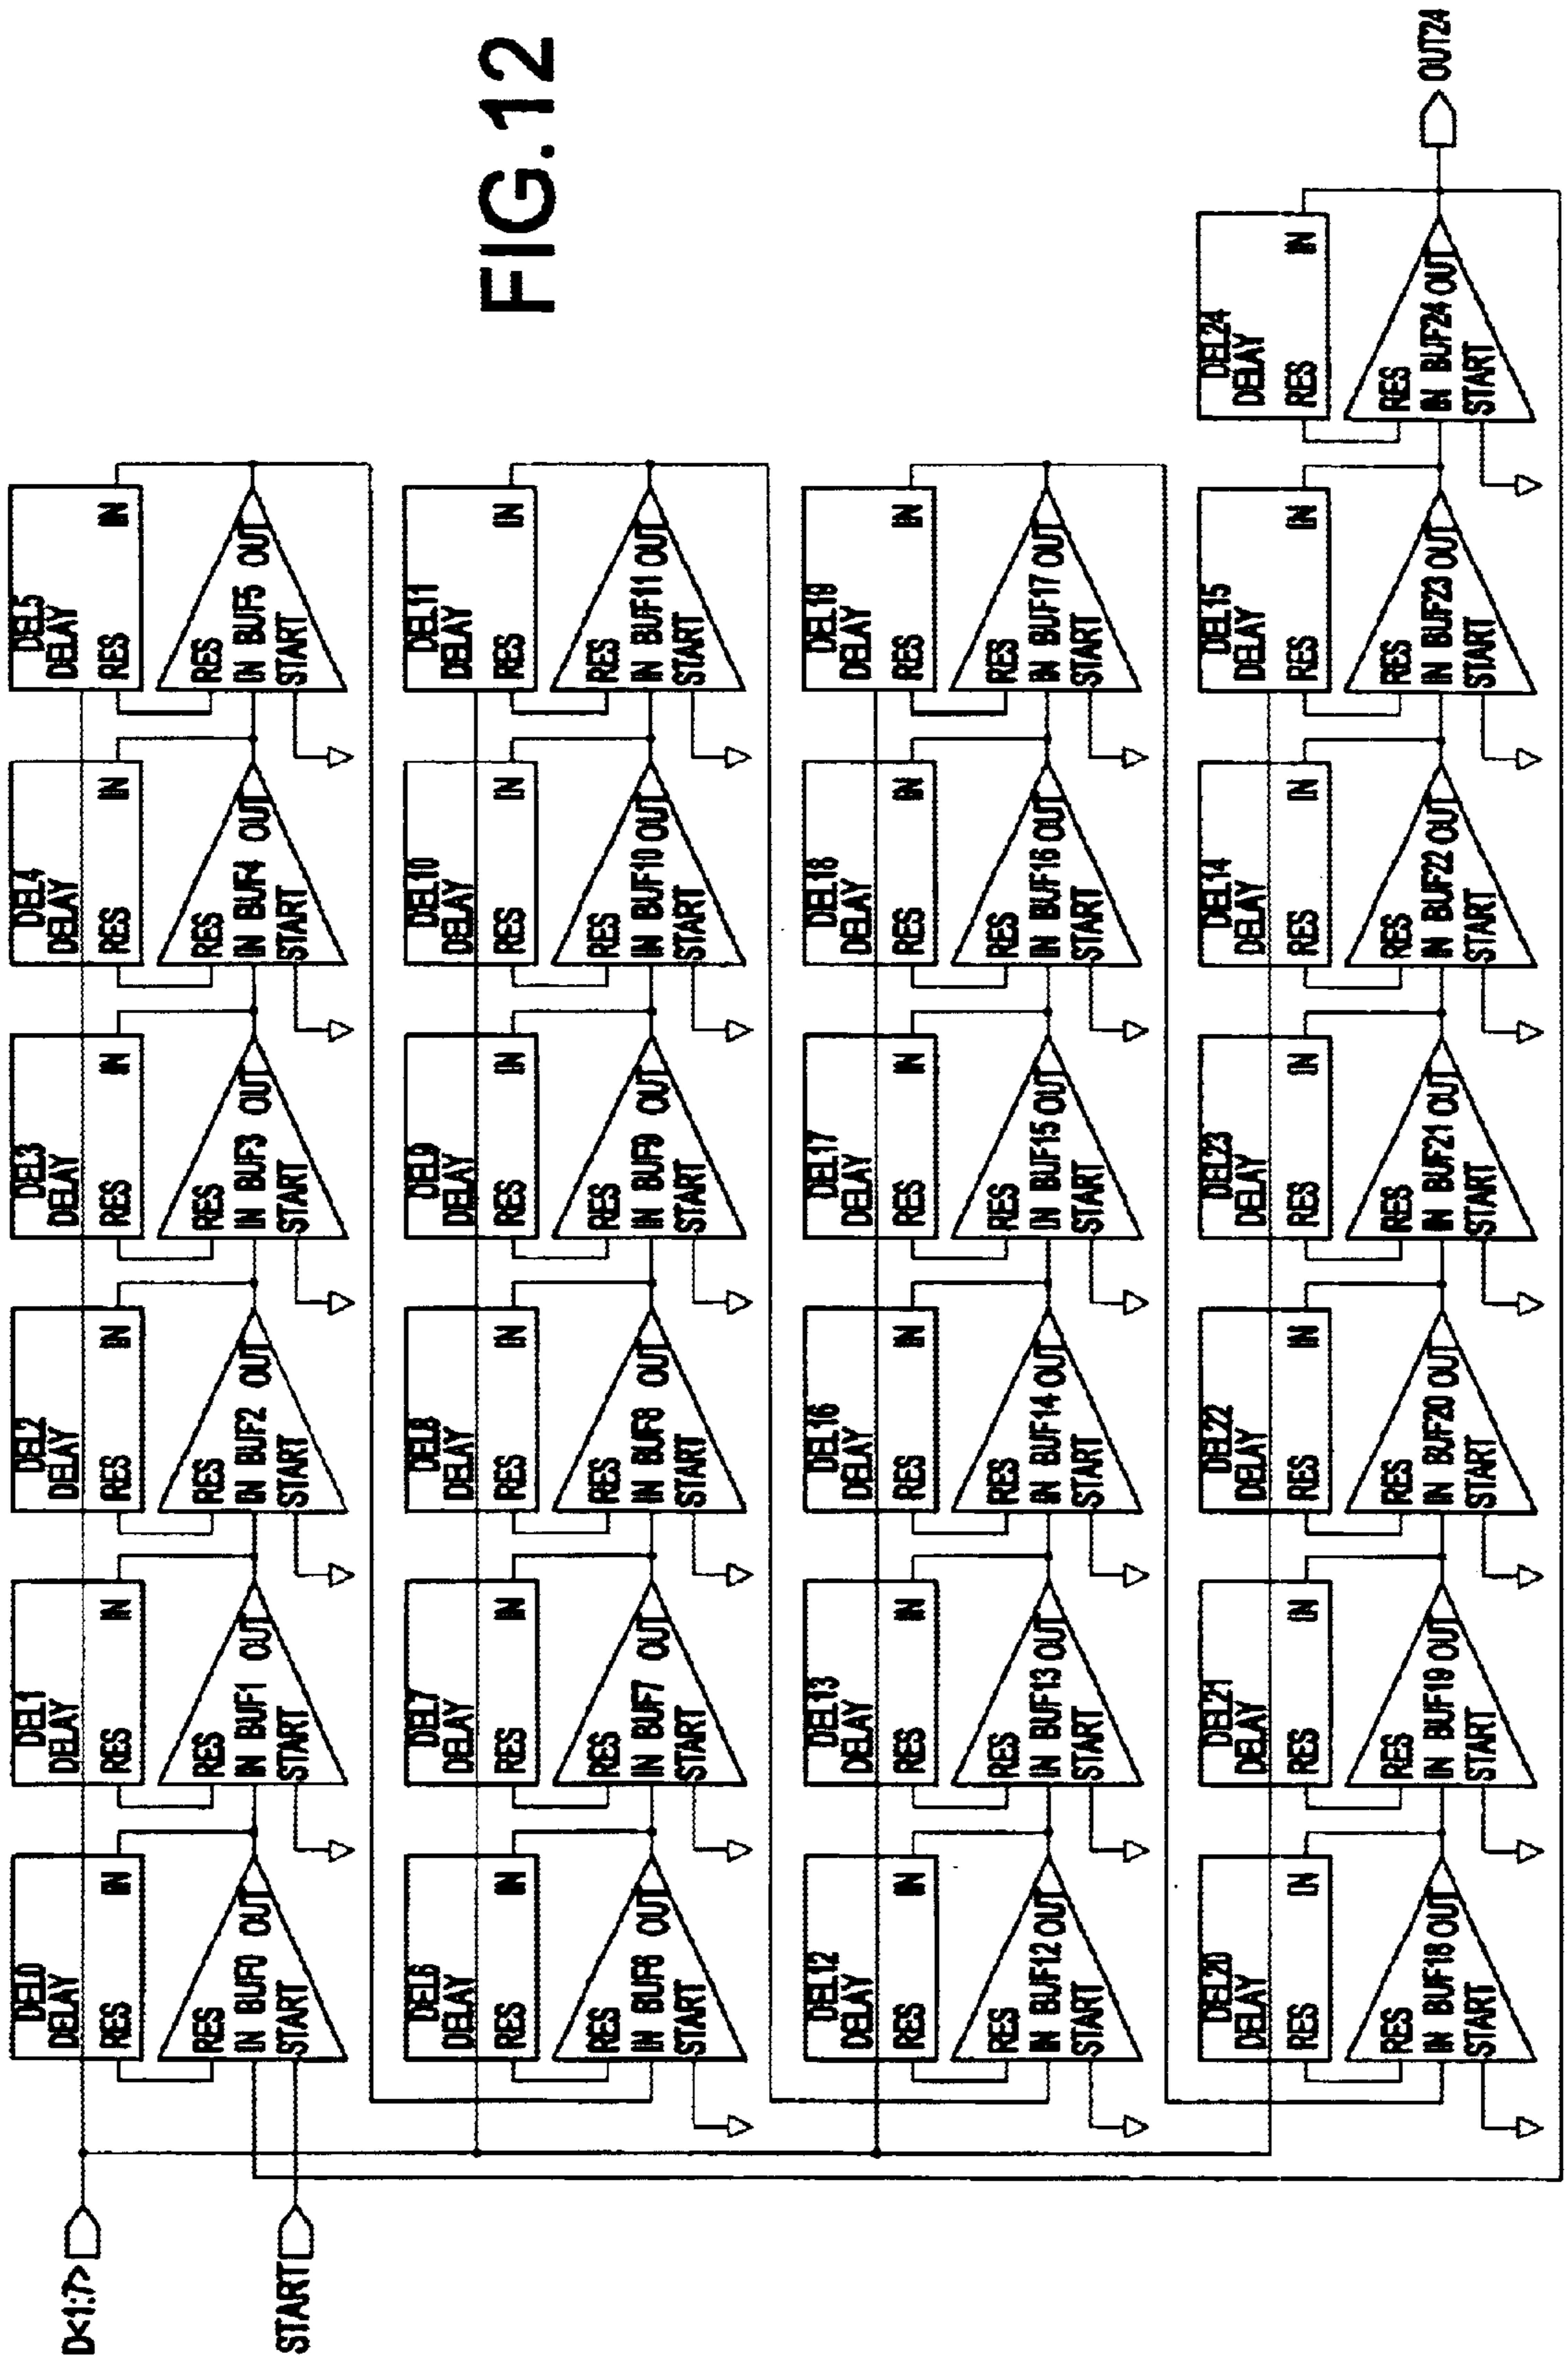 FIG.12
D<1:7>
START
DEL0 DEL1 DEL2 DEL3 DEL4 DEL5
DELAY DELAY DELAY DELAY DELAY DELAY
RES IN RES IN RES IN RES IN RES IN RES IN
RES RES RES RES RES RES
IN BUF0 OUT IN BUF1 OUT IN BUF2 OUT IN BUF3 OUT IN BUF4 OUT IN BUF5 OUT
START START START START START START
DEL6 DEL7 DEL8 DEL9 DEL10 DEL11
DELAY DELAY DELAY DELAY DELAY DELAY
RES IN RES IN RES IN RES IN RES IN RES IN
RES RES RES RES RES RES
IN BUF6 OUT IN BUF7 OUT IN BUF8 OUT IN BUF9 OUT IN BUF10 OUT IN BUF11 OUT
START START START START START START
DEL12 DEL13 DEL16 DEL17 DEL18 DEL19
DELAY DELAY DELAY DELAY DELAY DELAY
RES IN RES IN RES IN RES IN RES IN RES IN
RES RES RES RES RES RES
IN BUF12 OUT IN BUF13 OUT IN BUF14 OUT IN BUF15 OUT IN BUF16 OUT IN BUF17 OUT
START START START START START START
DEL20 DEL21 DEL22 DEL23 DEL14 DEL15 DEL24
DELAY DELAY DELAY DELAY DELAY DELAY DELAY
RES IN RES IN RES IN RES IN RES IN RES IN RES IN
RES RES RES RES RES RES RES
IN BUF18 OUT IN BUF19 OUT IN BUF20 OUT IN BUF21 OUT IN BUF22 OUT IN BUF23 OUT IN BUF24 OUT
START START START START START START START
OUT24